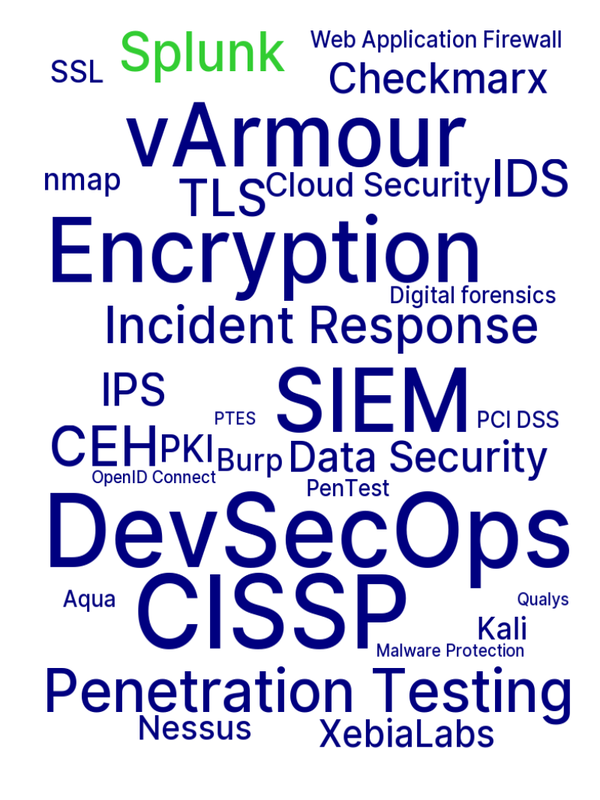 Web Application Firewall
Splunk
SSL
Checkmarx
vArmour
nmap
TLS
Cloud Security
IDS
Encryption
Digital forensics
Incident Response
IPS
SIEM
PTES
PCI DSS
CEH
PKI
Burp
Data Security
OpenID Connect
PenTest
DevSecOps
Aqua
CISSP
Qualys
Kali
Malware Protection
Penetration Testing
Nessus
XebiaLabs